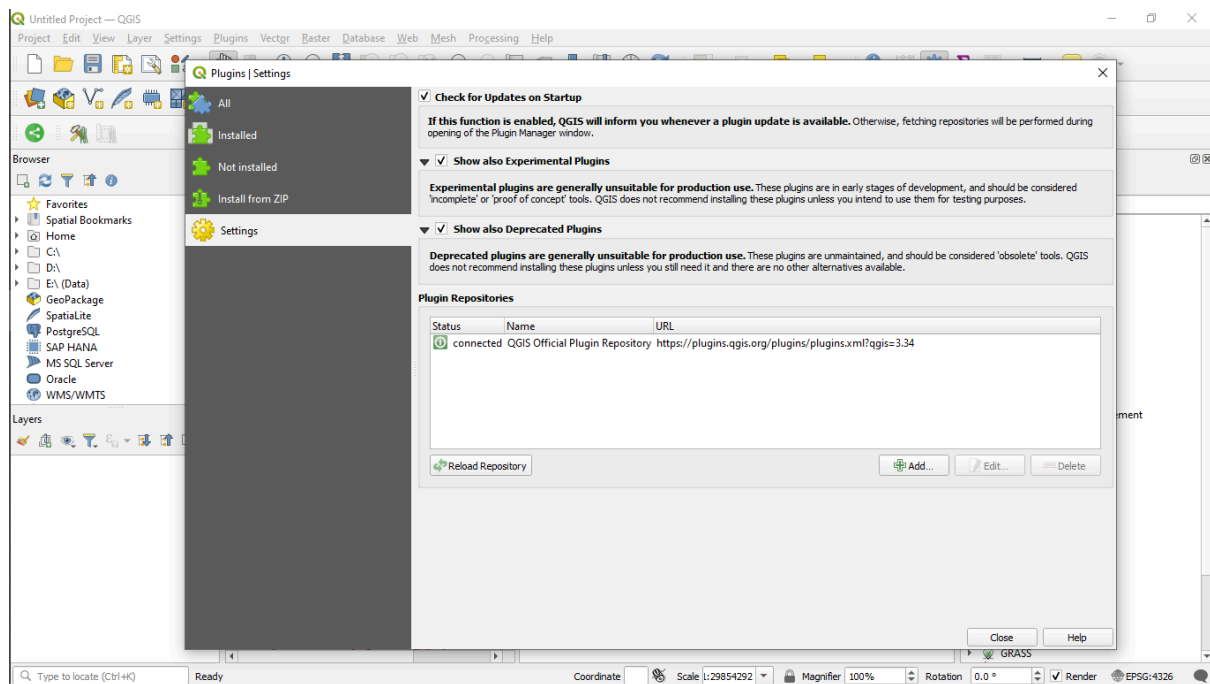 Untitled Project — QGIS
Project Edit View Layer Settings Plugins Vector Raster Database Web Mesh Processing Help
Plugins | Settings
All
Installed
Not installed
Install from ZIP
Settings
Check for Updates on Startup
If this function is enabled, QGIS will inform you whenever a plugin update is available. Otherwise, fetching repositories will be performed during
opening of the Plugin Manager window.
Show also Experimental Plugins
Experimental plugins are generally unsuitable for production use. These plugins are in early stages of development, and should be considered
'incomplete' or 'proof of concept' tools. QGIS does not recommend installing these plugins unless you intend to use them for testing purposes.
Show also Deprecated Plugins
Deprecated plugins are generally unsuitable for production use. These plugins are unmaintained, and should be considered 'obsolete' tools. QGIS
does not recommend installing these plugins unless you still need it and there are no other alternatives available.
Plugin Repositories
Status Name URL
connected QGIS Official Plugin Repository https://plugins.qgis.org/plugins/plugins.xml?qgis=3.34
Reload Repository Add... Edit... Delete
Close Help
Browser
Favorites
Spatial Bookmarks
Home
C:\
D:\
E:\ (Data)
GeoPackage
SpatiaLite
PostgreSQL
SAP HANA
MS SQL Server
Oracle
WMS/WMTS
Layers
GRASS
Type to locate (Ctrl+K) Ready Coordinate Scale 1:29854292 Magnifier 100% Rotation 0.0 ° Render EPSG:4326